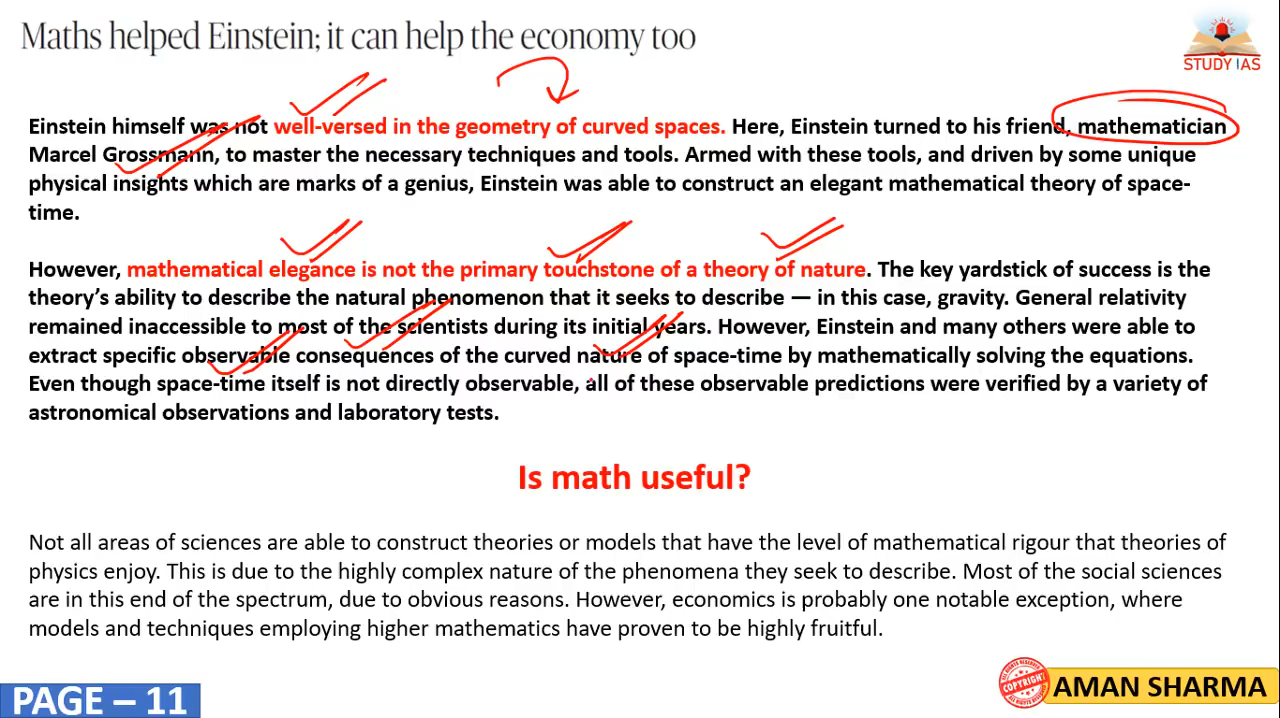 Maths helped Einstein; it can help the economy too
STUDY IAS
Einstein himself was not well-versed in the geometry of curved spaces. Here, Einstein turned to his friend, mathematician
Marcel Grossmann, to master the necessary techniques and tools. Armed with these tools, and driven by some unique
physical insights which are marks of a genius, Einstein was able to construct an elegant mathematical theory of space-
time.
However, mathematical elegance is not the primary touchstone of a theory of nature. The key yardstick of success is the
theory’s ability to describe the natural phenomenon that it seeks to describe — in this case, gravity. General relativity
remained inaccessible to most of the scientists during its initial years. However, Einstein and many others were able to
extract specific observable consequences of the curved nature of space-time by mathematically solving the equations.
Even though space-time itself is not directly observable, all of these observable predictions were verified by a variety of
astronomical observations and laboratory tests.
Is math useful?
Not all areas of sciences are able to construct theories or models that have the level of mathematical rigour that theories of
physics enjoy. This is due to the highly complex nature of the phenomena they seek to describe. Most of the social sciences
are in this end of the spectrum, due to obvious reasons. However, economics is probably one notable exception, where
models and techniques employing higher mathematics have proven to be highly fruitful.
PAGE – 11
COPYRIGHT
AMAN SHARMA